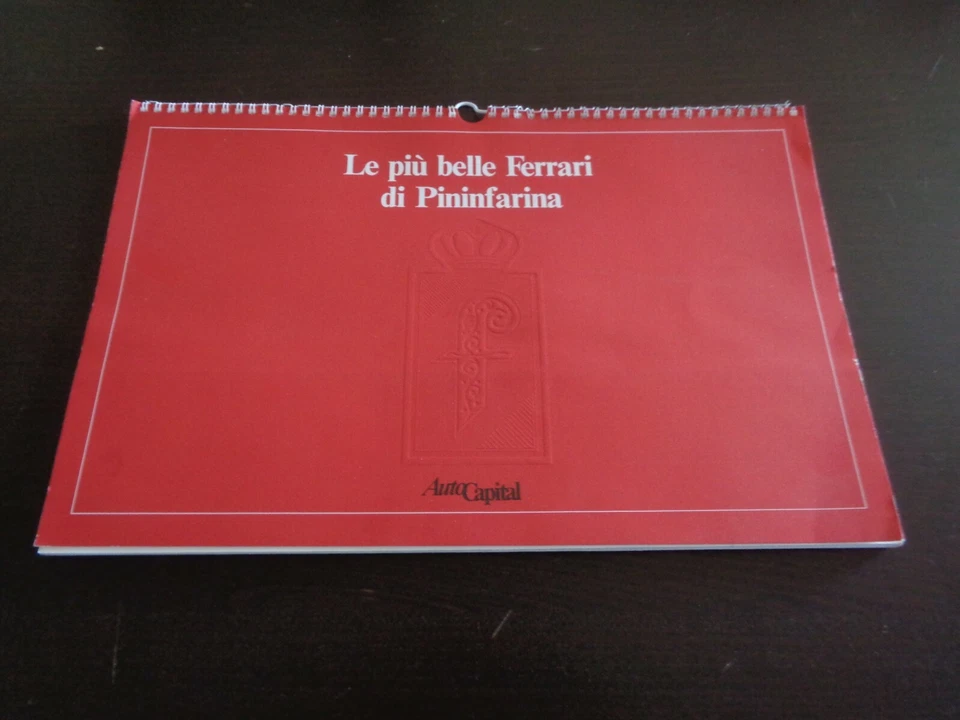 Le più belle Ferrari
di Pininfarina
f
AutoCapital